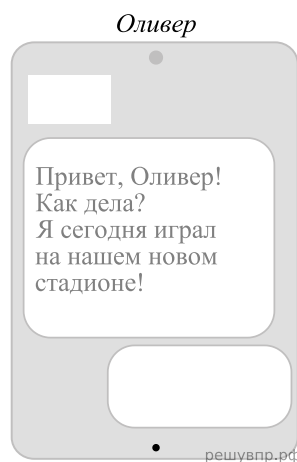 Оливер
Привет, Оливер!
Как дела?
Я сегодня играл
на нашем новом
стадионе!
решувпр.рф